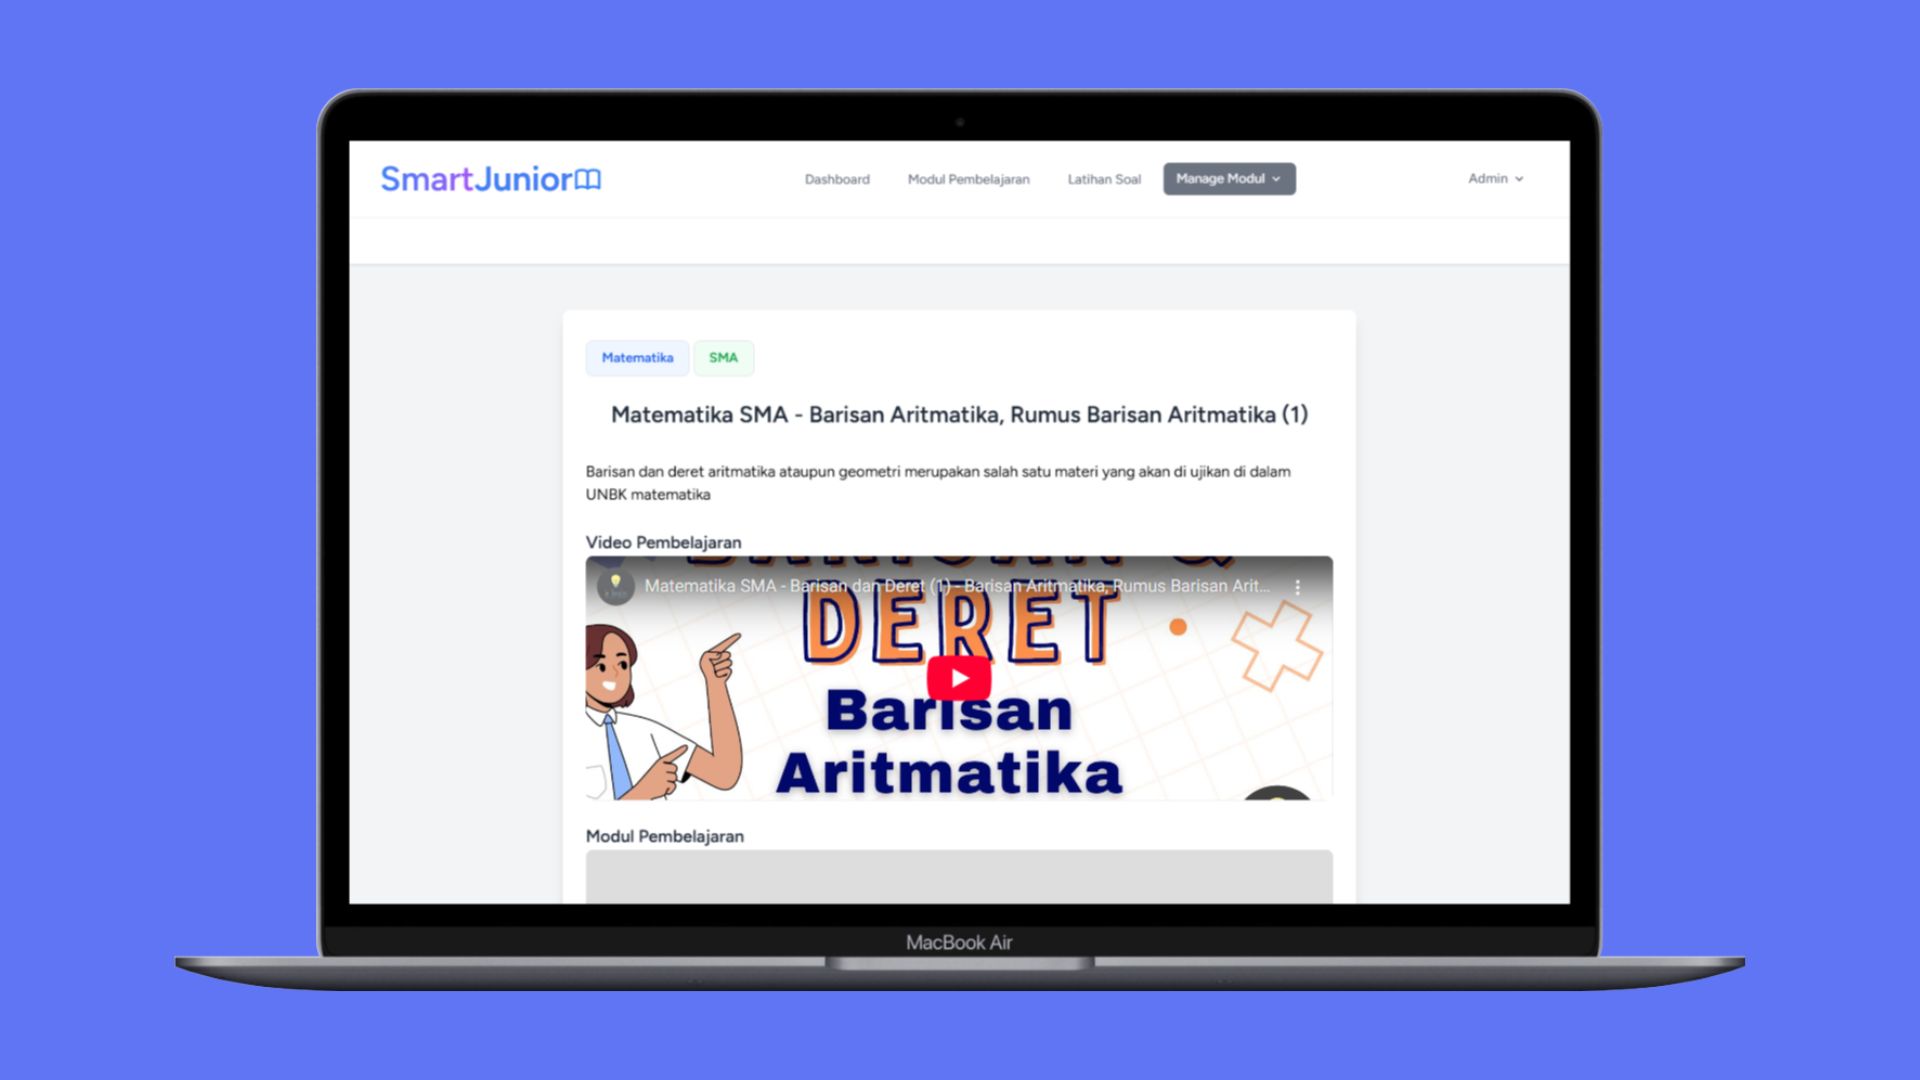 SmartJunior
Dashboard
Modul Pembelajaran
Latihan Soal
Manage Modul
Admin
Matematika
SMA
Matematika SMA - Barisan Aritmatika, Rumus Barisan Aritmatika (1)
Barisan dan deret aritmatika ataupun geometri merupakan salah satu materi yang akan di ujikan di dalam
UNBK matematika
Video Pembelajaran
Matematika SMA - Barisan dan Deret (1) - Barisan Aritmatika, Rumus Barisan Arit...
DERET
Barisan
Aritmatika
Modul Pembelajaran
MacBook Air